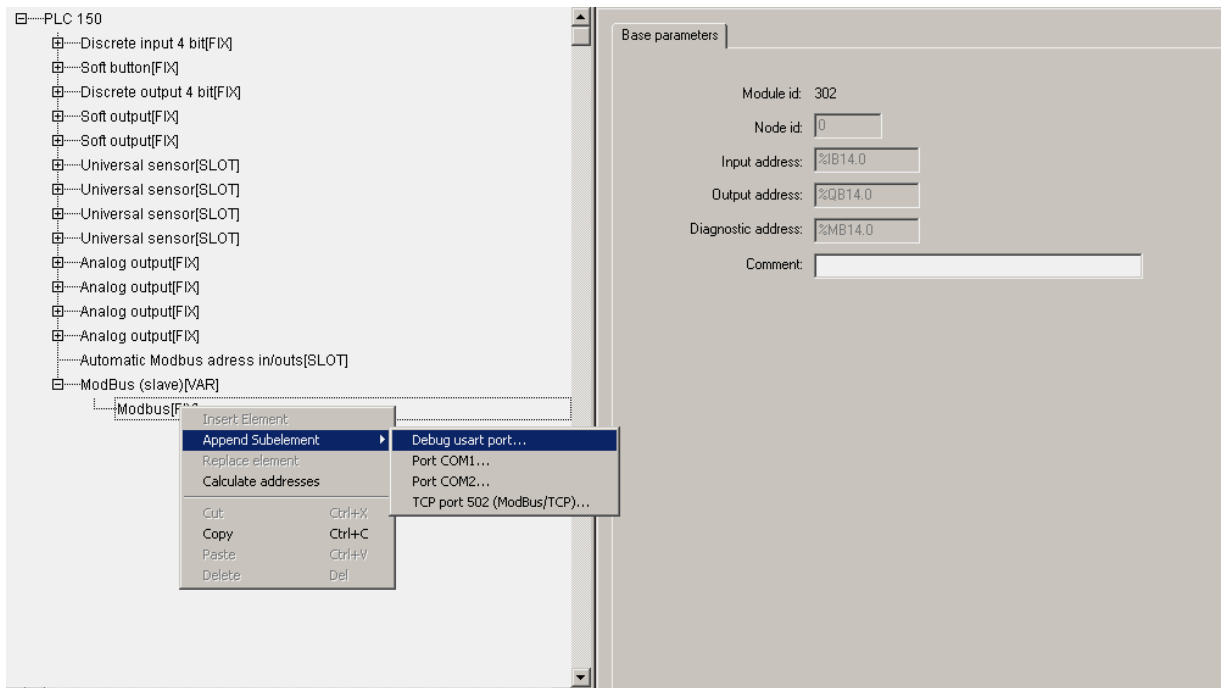 PLC 150
Discrete input 4 bit[FIX]
Soft button[FIX]
Discrete output 4 bit[FIX]
Soft output[FIX]
Soft output[FIX]
Universal sensor[SLOT]
Universal sensor[SLOT]
Universal sensor[SLOT]
Universal sensor[SLOT]
Analog output[FIX]
Analog output[FIX]
Analog output[FIX]
Analog output[FIX]
Automatic Modbus adress in/outs[SLOT]
ModBus (slave)[VAR]
Insert Element
Append Subelement
Replace element
Calculate addresses
Cut Ctrl+X
Copy Ctrl+C
Paste Ctrl+V
Delete Del
Debug usart port...
Port COM1...
Port COM2...
TCP port 502 (ModBus/TCP)...
Base parameters
Module id: 302
Node id: 0
Input address: %IB14.0
Output address: %QB14.0
Diagnostic address: %MB14.0
Comment: